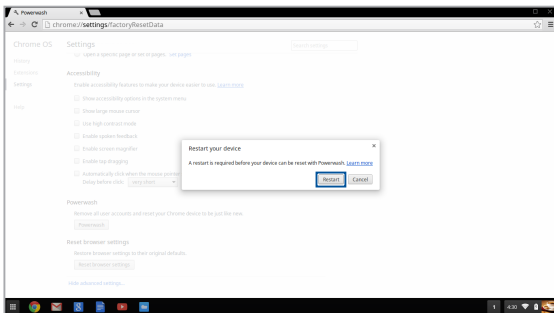 Powerwash
chrome://settings/factoryResetData
Chrome OS
Settings
Search settings
History
Extensions
Settings
Help
Open a specific page or set of pages. Set pages
Accessibility
Enable accessibility features to make your device easier to use. Learn more
Show accessibility options in the system menu
Show large mouse cursor
Use high contrast mode
Enable spoken feedback
Enable screen magnifier
Enable tap dragging
Automatically click when the mouse pointer
Delay before click: very short
Restart your device
A restart is required before your device can be reset with Powerwash. Learn more
Restart Cancel
Powerwash
Remove all user accounts and reset your Chrome device to be just like new.
Powerwash
Reset browser settings
Restore browser settings to their original defaults.
Reset browser settings
Hide advanced settings...
1 4:30